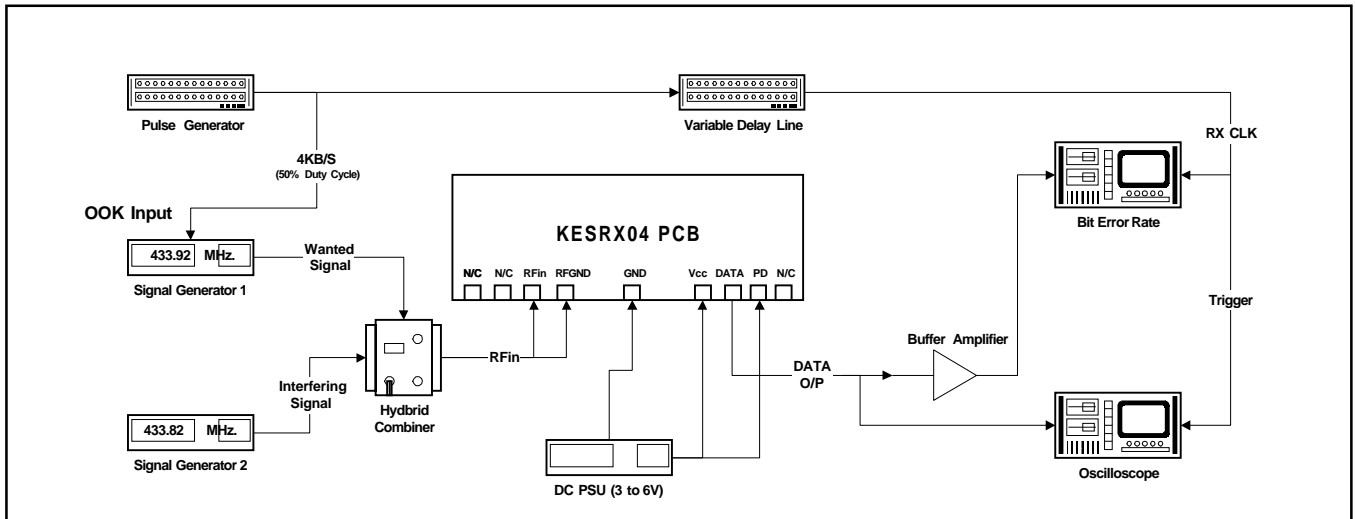 Pulse Generator
Variable Delay Line
RX CLK
4KB/S
(50% Duty Cycle)
OOK Input
433.92 MHz.
Signal Generator 1
Wanted
Signal
KESRX04 PCB
N/C N/C RFin RFGND GND Vcc DATA PD N/C
Bit Error Rate
Trigger
Buffer Amplifier
RFin
DATA
O/P
Interfering
Signal
Hydbrid
Combiner
433.82 MHz.
Signal Generator 2
DC PSU (3 to 6V)
Oscilloscope